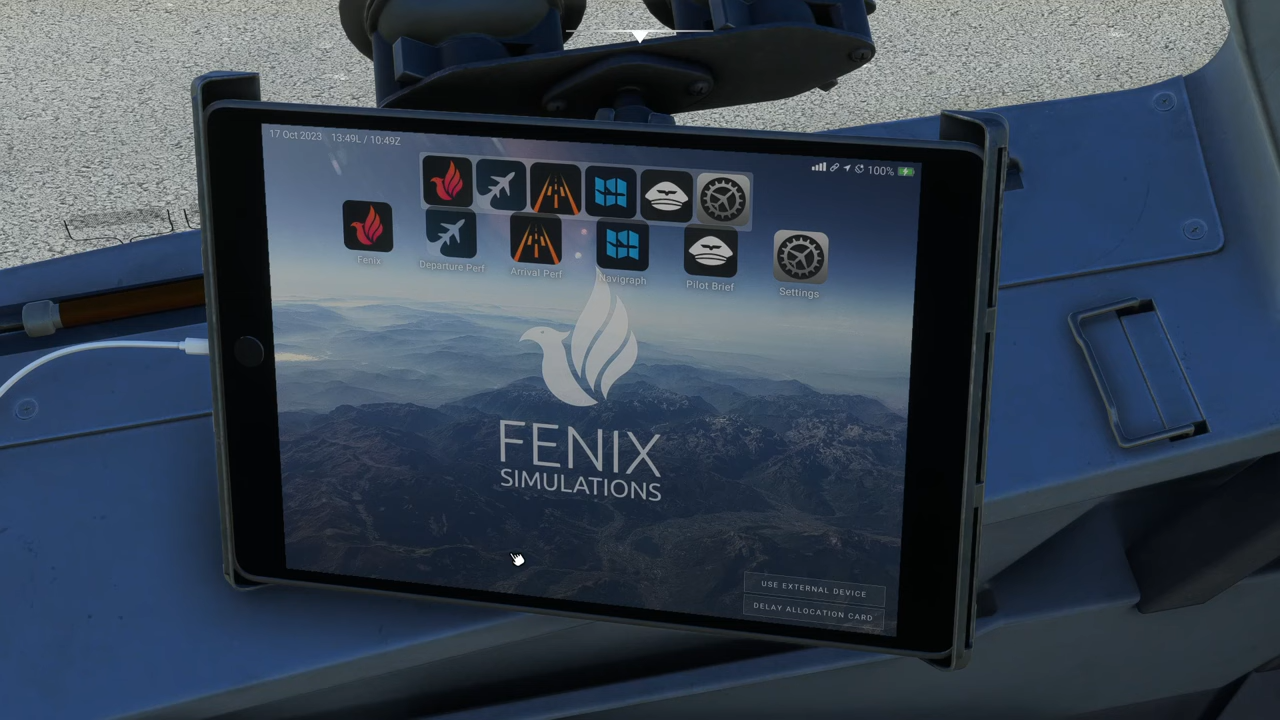 17 Oct 2023 13:49L / 10:49Z
100%
Fenix
Departure Perf
Arrival Perf
Navigraph
Pilot Brief
Settings
FENIX
SIMULATIONS
USE EXTERNAL DEVICE
DELAY ALLOCATION CARD